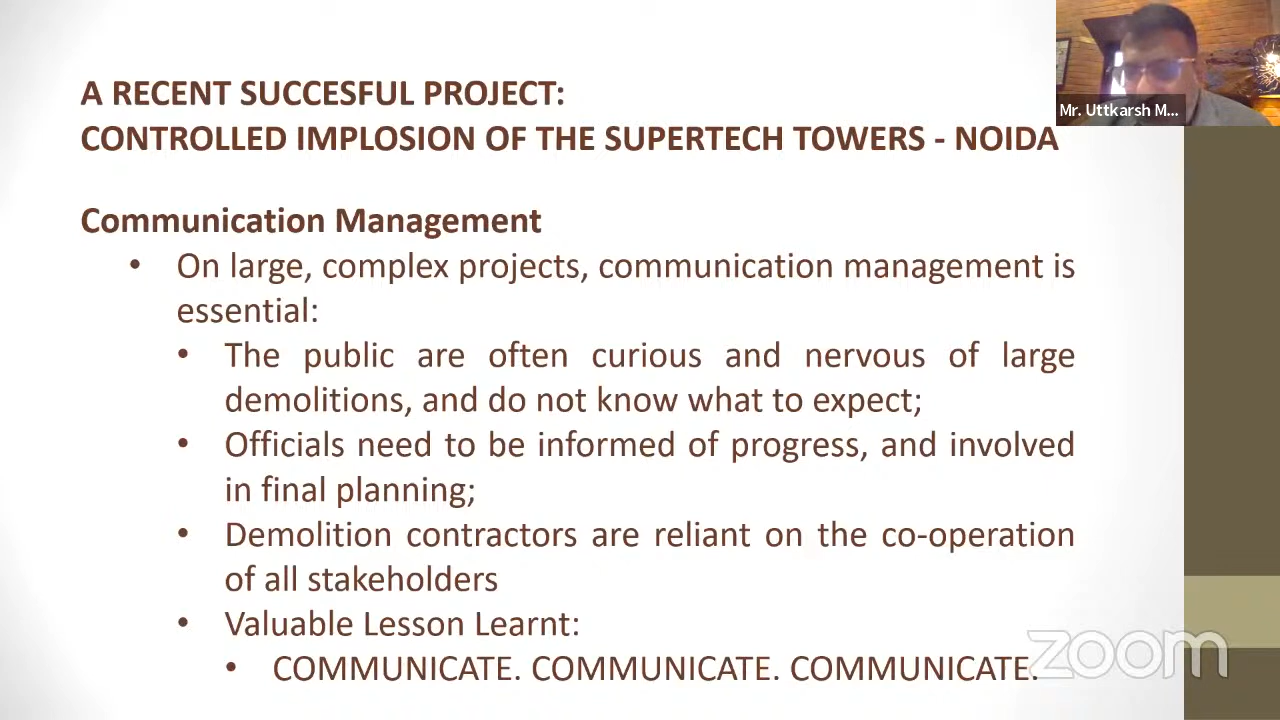 A RECENT SUCCESFUL PROJECT:
CONTROLLED IMPLOSION OF THE SUPERTECH TOWERS - NOIDA
Mr. Uttkarsh M...
Communication Management
• On large, complex projects, communication management is
essential:
• The public are often curious and nervous of large
demolitions, and do not know what to expect;
• Officials need to be informed of progress, and involved
in final planning;
• Demolition contractors are reliant on the co-operation
of all stakeholders
• Valuable Lesson Learnt:
• COMMUNICATE. COMMUNICATE. COMMUNICATE.
zoom